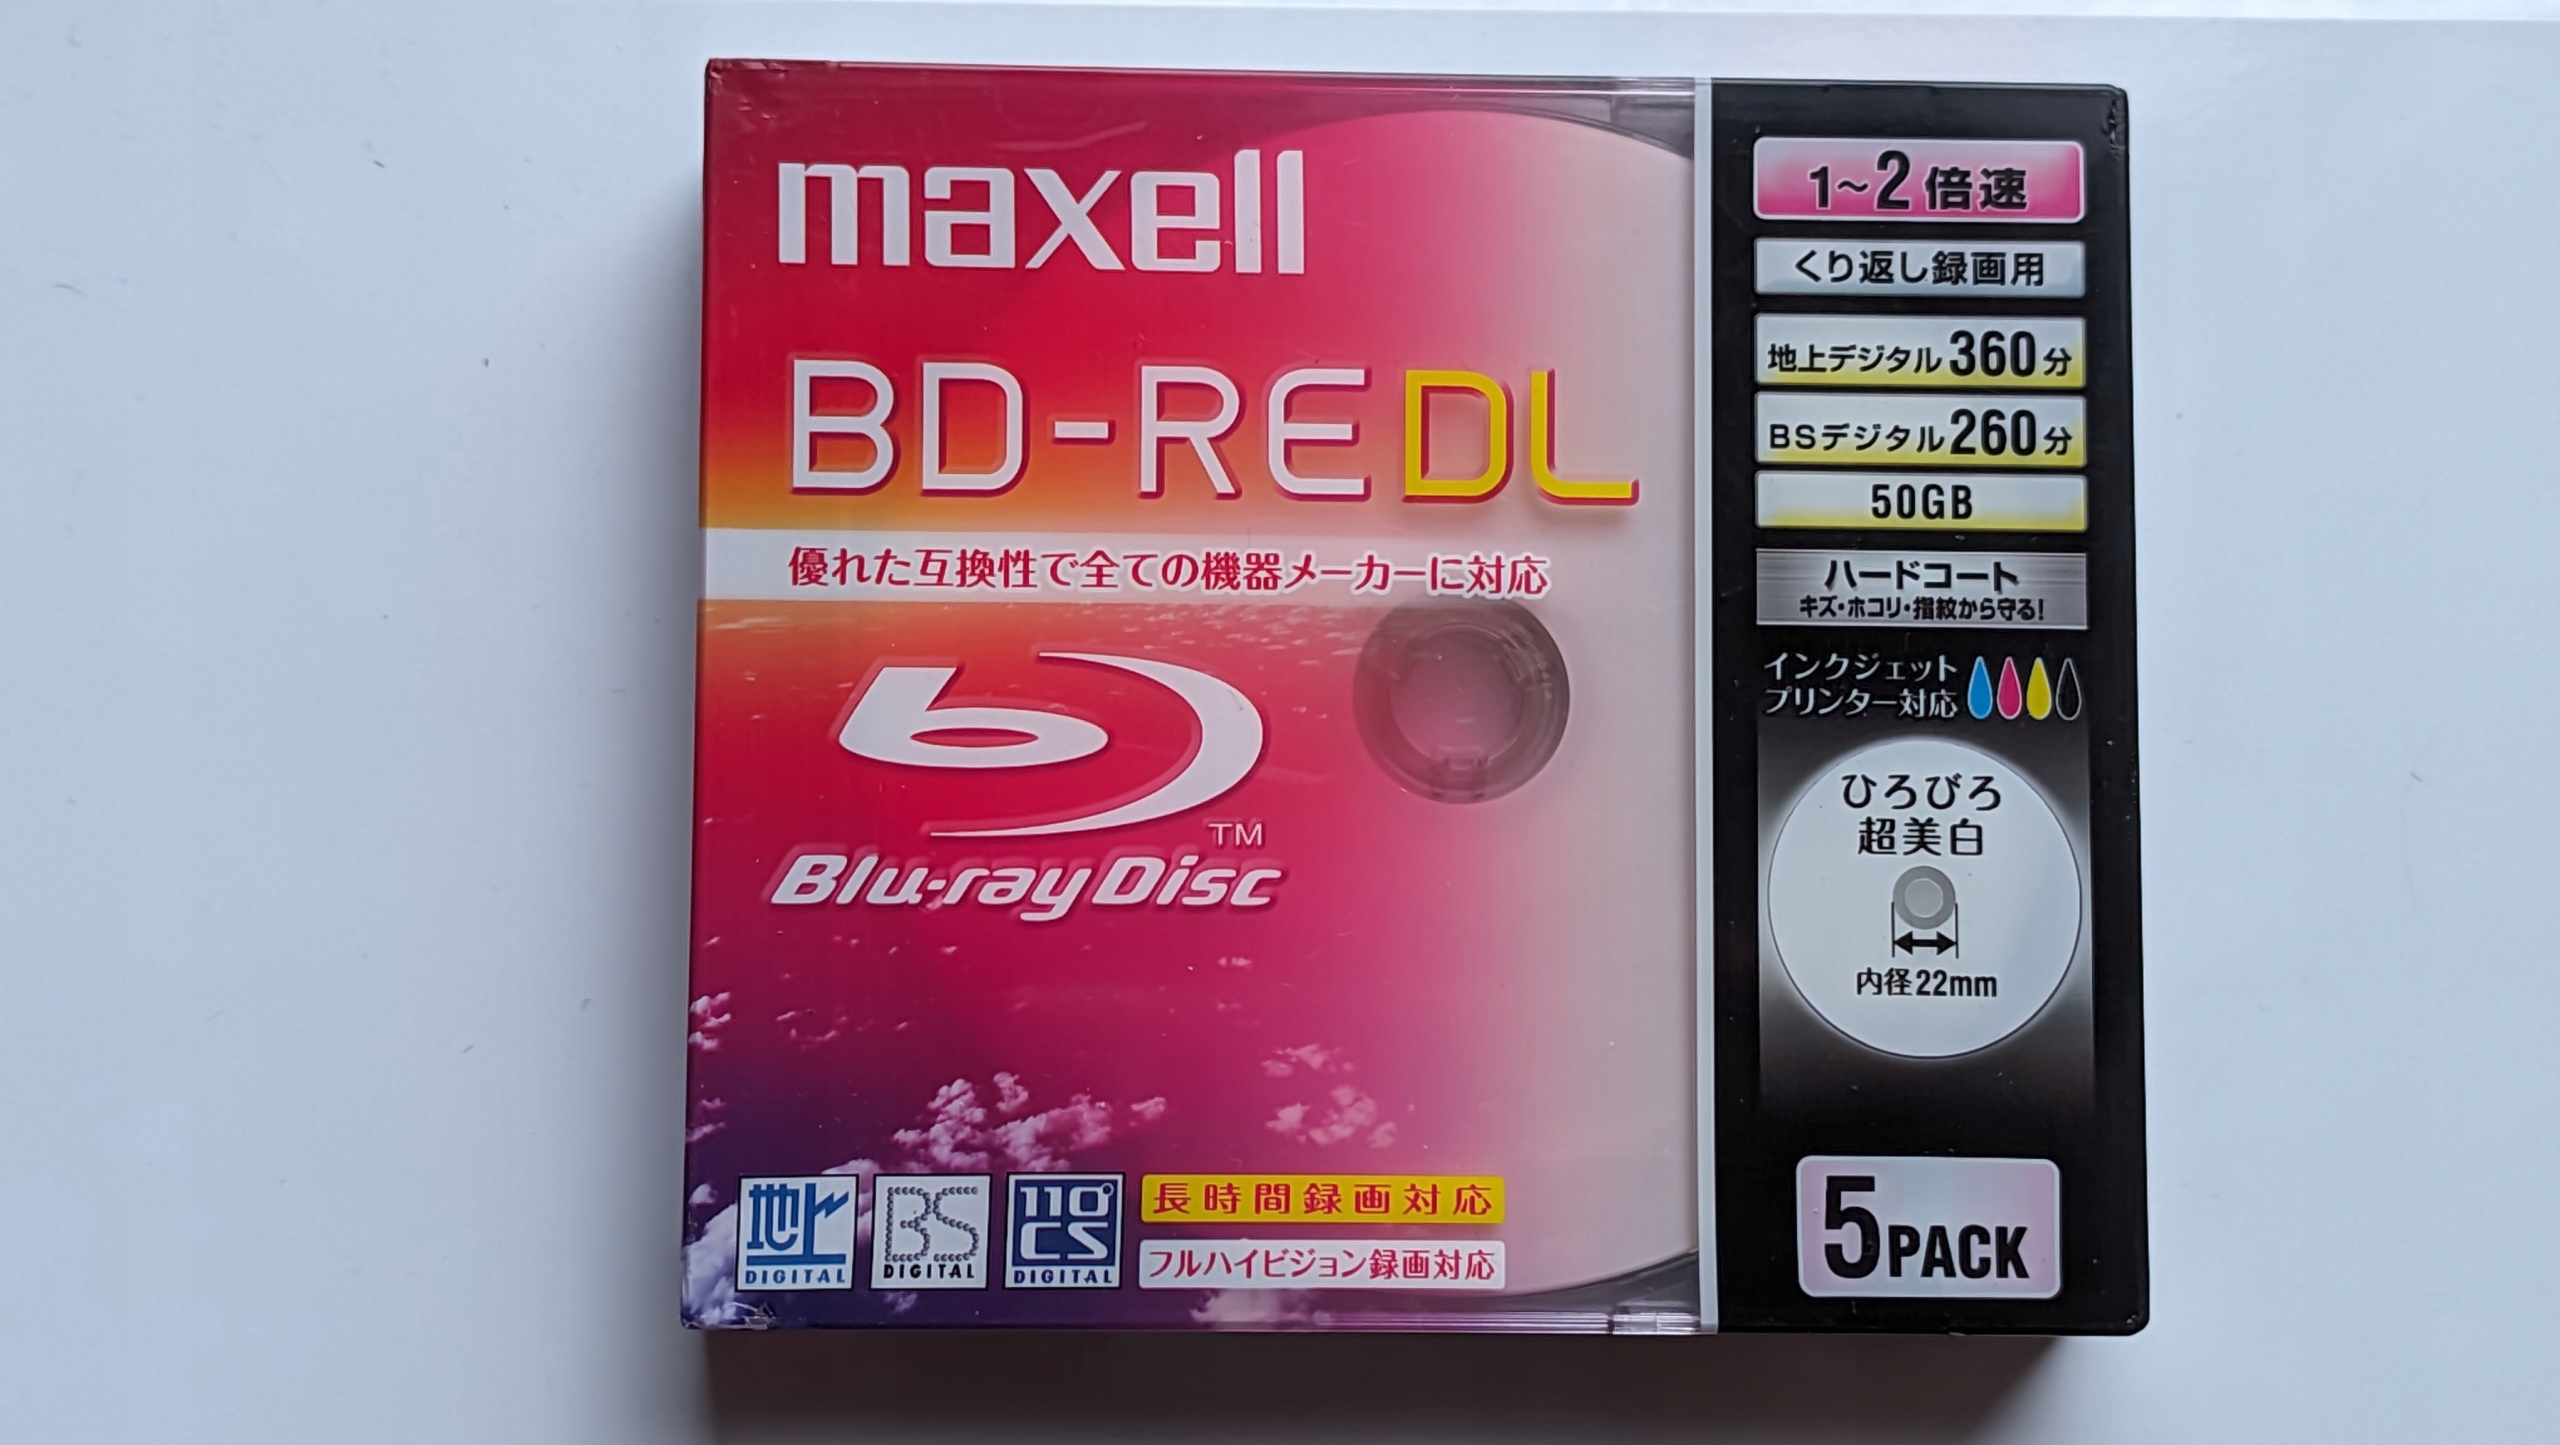 maxell
BD-RE DL
優れた互換性で全ての機器メーカーに対応
TM
Blu-ray Disc
地上
DIGITAL
BS
DIGITAL
110°
CS
DIGITAL
長時間録画対応
フルハイビジョン録画対応
1~2倍速
くり返し録画用
地上デジタル360分
BSデジタル260分
50GB
ハードコート
キズ・ホコリ・指紋から守る!
インクジェット
プリンター対応
ひろびろ
超美白
内径22mm
5PACK